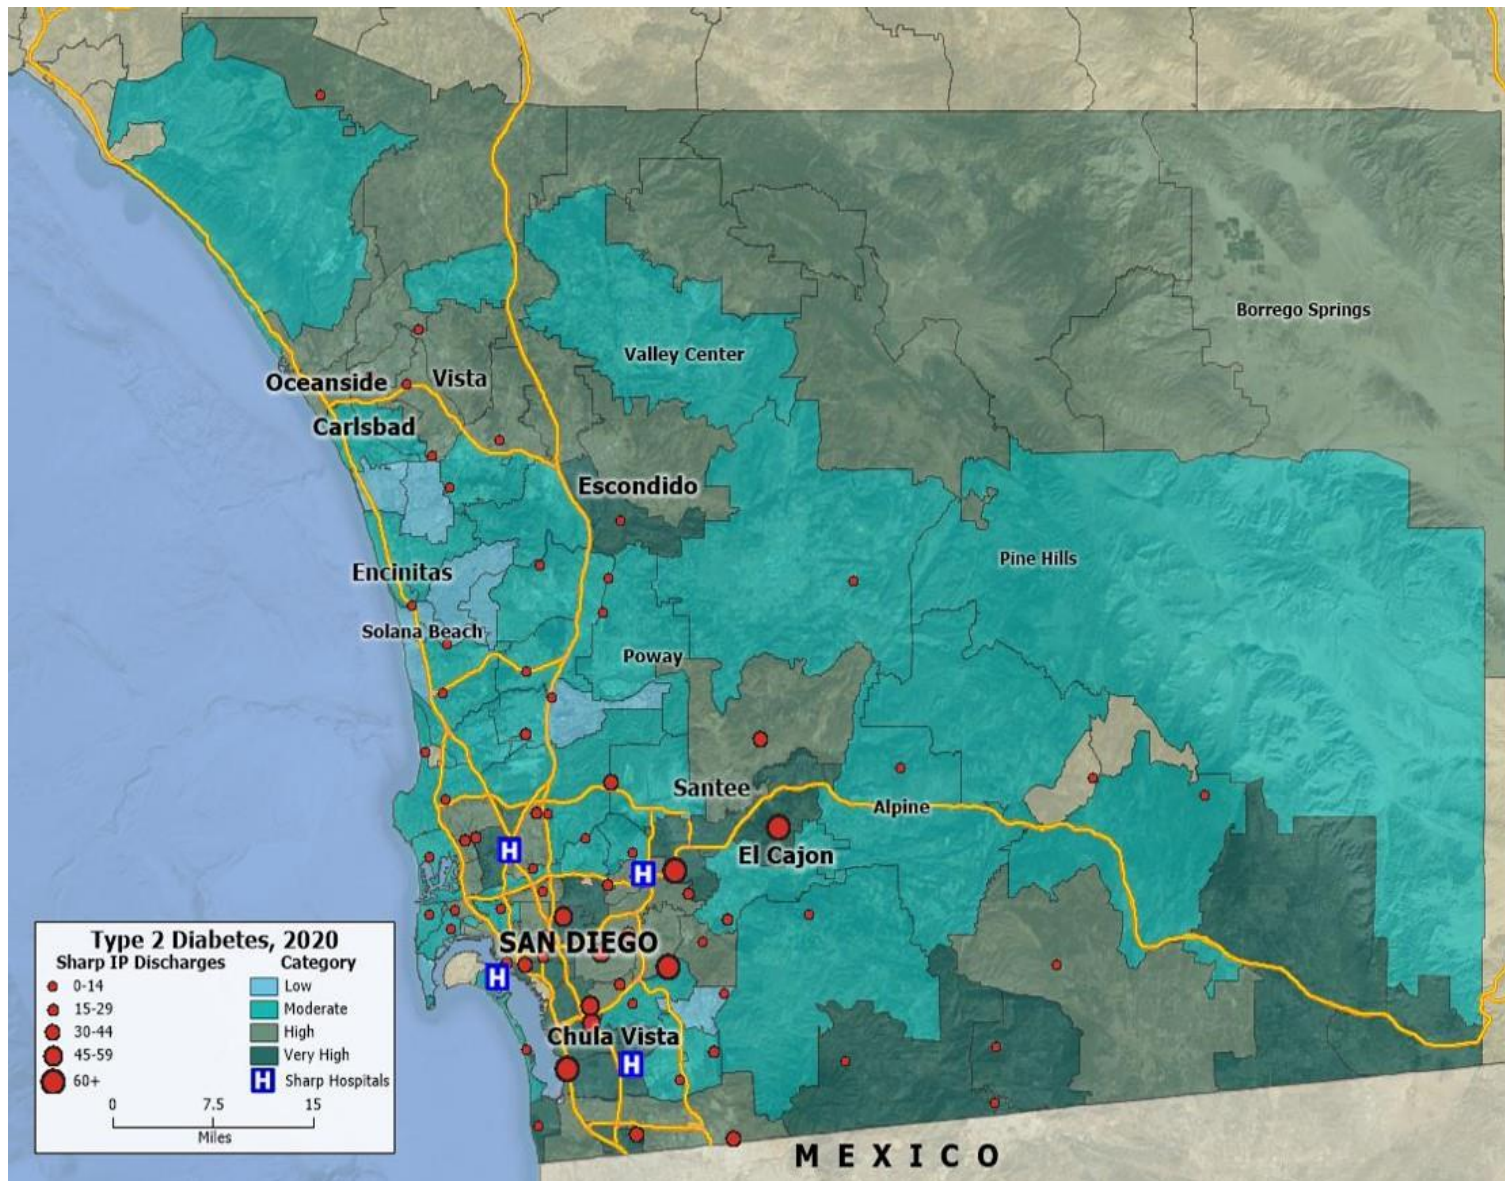 Borrego Springs
Valley Center
Oceanside
Vista
Carlsbad
Escondido
Pine Hills
Encinitas
Solana Beach
Poway
Santee
Alpine
El Cajon
H
H
SAN DIEGO
H
Chula Vista
H
MEXICO
Type 2 Diabetes, 2020
Sharp IP Discharges Category
0-14 Low
15-29 Moderate
30-44 High
45-59 Very High
60+ H Sharp Hospitals
0 7.5 15
Miles